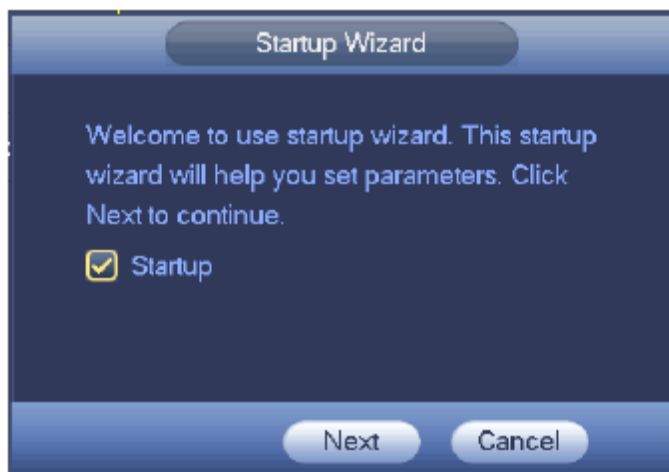 Startup Wizard
Welcome to use startup wizard. This startup
wizard will help you set parameters. Click
Next to continue.
Startup
Next
Cancel